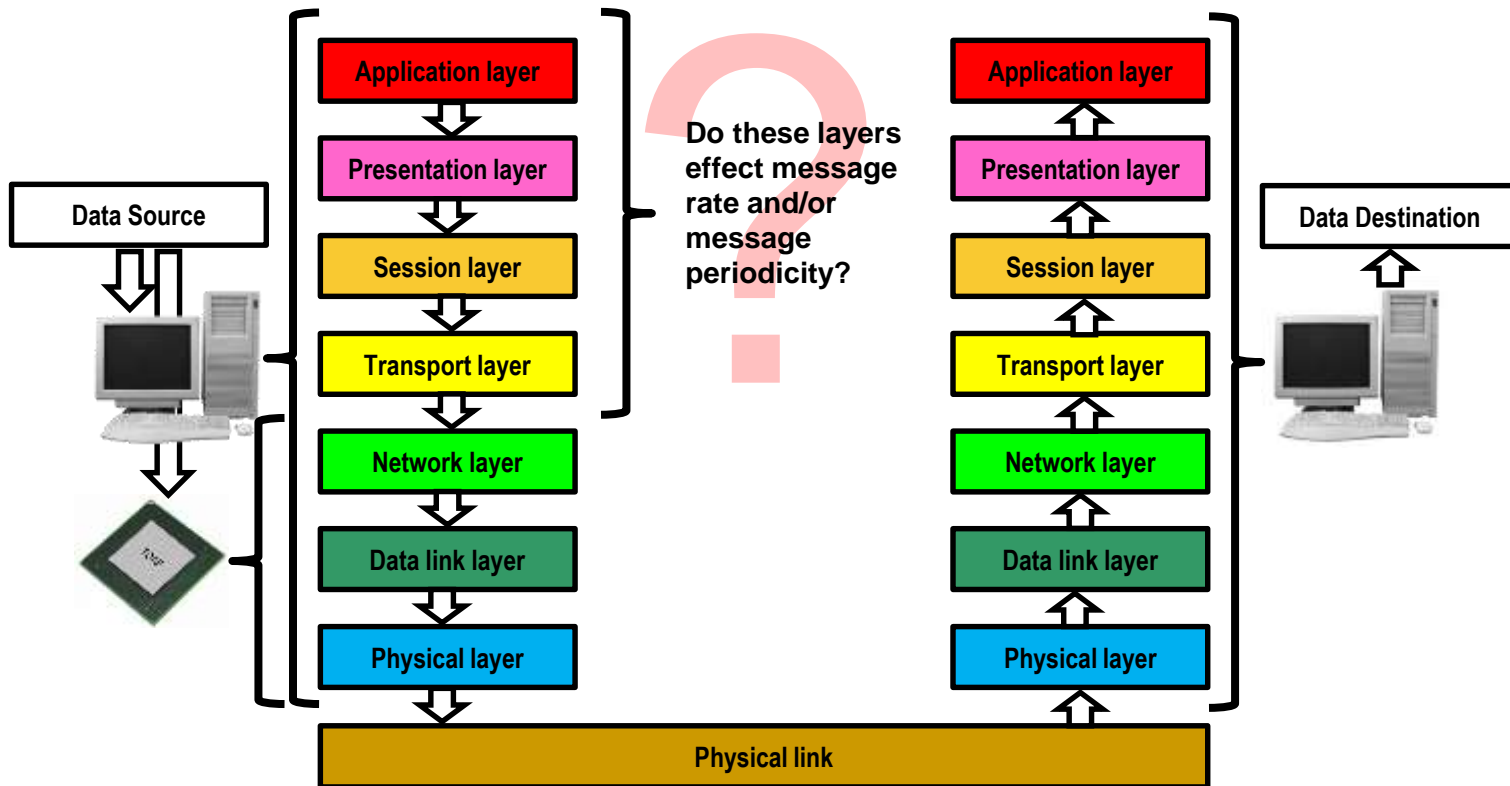 Application layer
Presentation layer
Session layer
Transport layer
Network layer
Data link layer
Physical layer
Data Source
?
Do these layers
effect message
rate and/or
message
periodicity?
Application layer
Presentation layer
Session layer
Transport layer
Network layer
Data link layer
Physical layer
Data Destination
Physical link